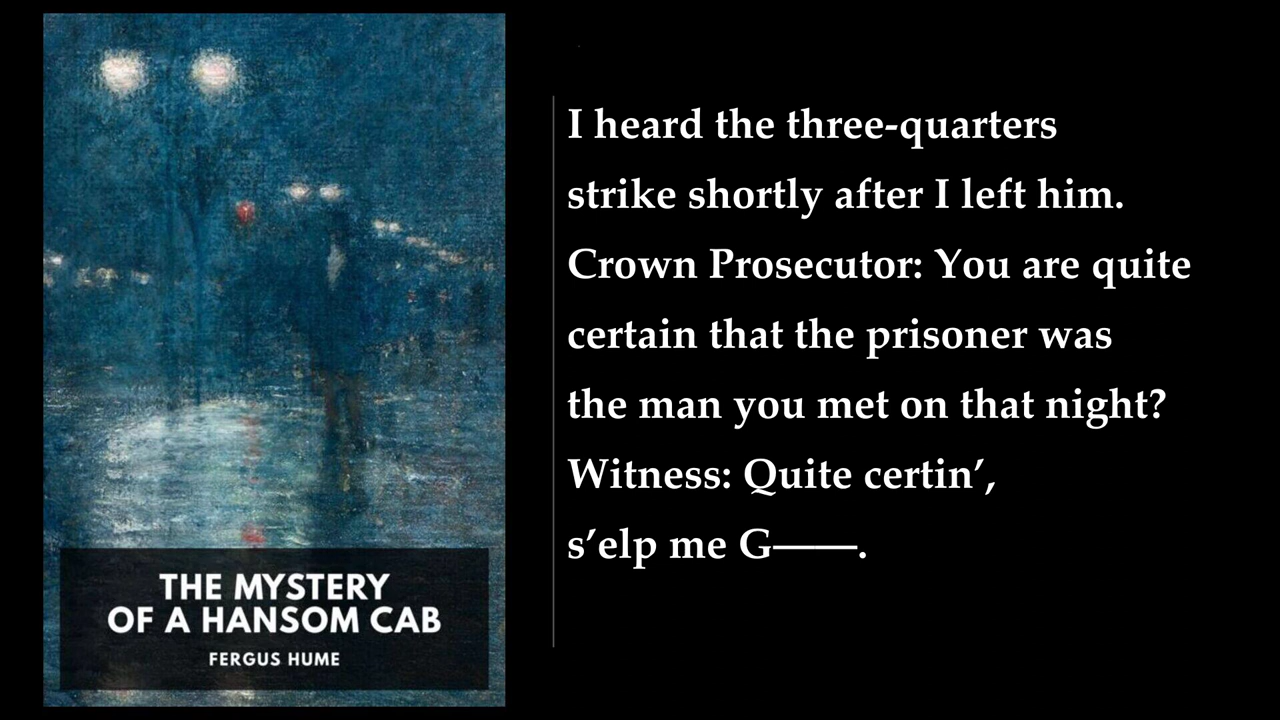 THE MYSTERY
OF A HANSOM CAB
FERGUS HUME
I heard the three-quarters
strike shortly after I left him.
Crown Prosecutor: You are quite
certain that the prisoner was
the man you met on that night?
Witness: Quite certin’,
s’elp me G——.